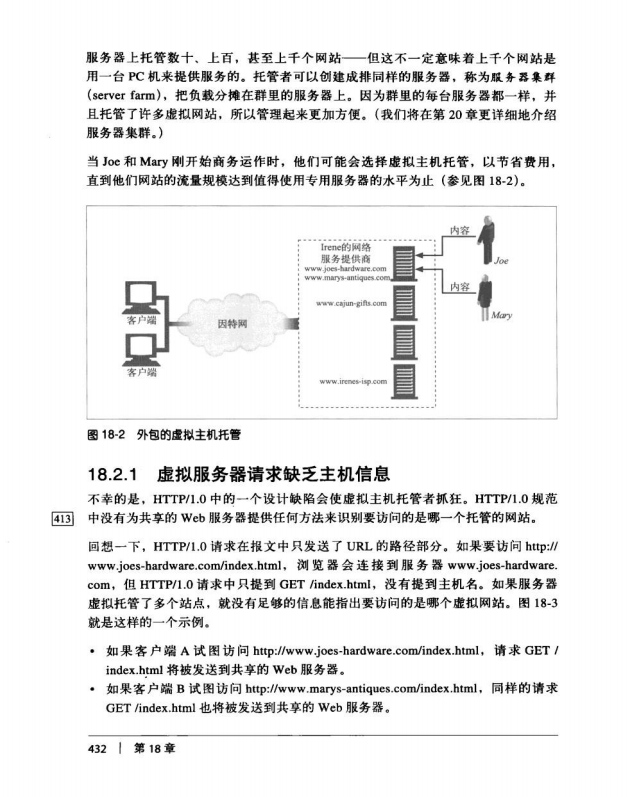 服务器上托管数十、上百，甚至上千个网站——但这不一定意味着上千个网站是
用一台 PC 机来提供服务的。托管者可以创建成排同样的服务器，称为服务器集群
(server farm)，把负载分摊在群里的服务器上。因为群里的每台服务器都一样，并
且托管了许多虚拟网站，所以管理起来更加方便。(我们将在第 20 章更详细地介绍
服务器集群。)
当 Joe 和 Mary 刚开始商务运作时，他们可能会选择虚拟主机托管，以节省费用，
直到他们网站的流量规模达到值得使用专用服务器的水平为止（参见图 18-2）。
内容
Irene的网络
服务提供商
www.joes-hardware.com
www.marys-antiques.com
Joe
内容
www.cajun-gifts.com
Mary
客户端
因特网
客户端
www.irenes-isp.com
图 18-2 外包的虚拟主机托管
18.2.1 虚拟服务器请求缺乏主机信息
不幸的是，HTTP/1.0 中的一个设计缺陷会使虚拟主机托管者抓狂。HTTP/1.0 规范
413 中没有为共享的 Web 服务器提供任何方法来识别要访问的是哪一个托管的网站。
回想一下，HTTP/1.0 请求在报文中只发送了 URL 的路径部分。如果要访问 http://
www.joes-hardware.com/index.html，浏览器会连接到服务器 www.joes-hardware.
com，但 HTTP/1.0 请求中只提到 GET /index.html，没有提到主机名。如果服务器
虚拟托管了多个站点，就没有足够的信息能指出要访问的是哪个虚拟网站。图 18-3
就是这样的一个示例。
• 如果客户端 A 试图访问 http://www.joes-hardware.com/index.html，请求 GET /
index.html 将被发送到共享的 Web 服务器。
• 如果客户端 B 试图访问 http://www.marys-antiques.com/index.html，同样的请求
GET /index.html 也将被发送到共享的 Web 服务器。
432 | 第 18 章